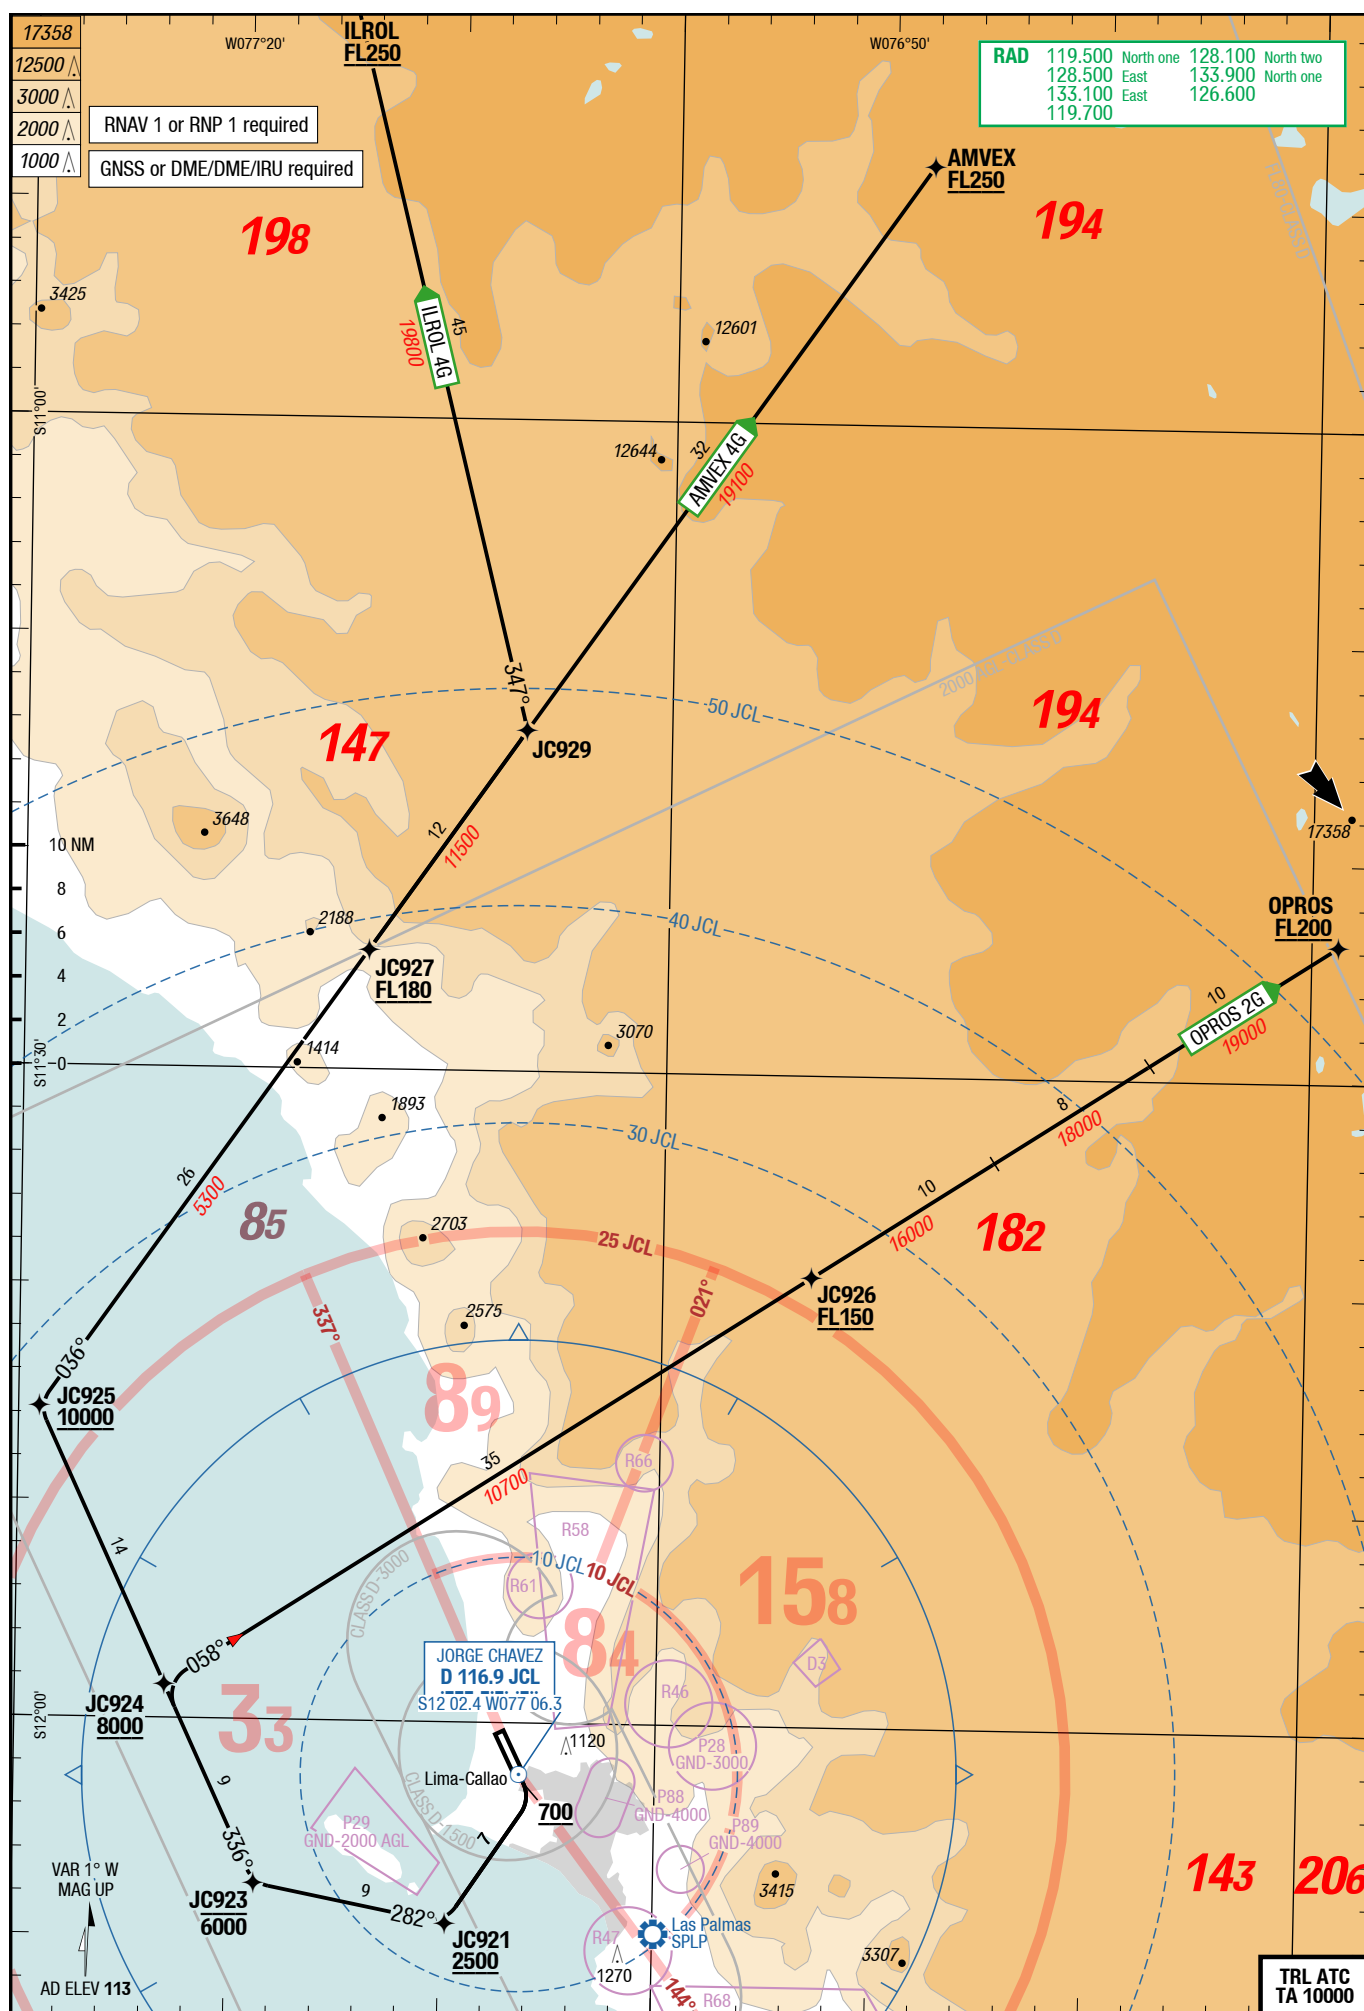 17358
12500
3000
2000
1000
W077°20'
ILROL
FL250
W076°50'
RAD 119.500 North one 128.100 North two
128.500 East 133.900 North one
133.100 East 126.600
119.700
RNAV 1 or RNP 1 required
GNSS or DME/DME/IRU required
AMVEX
FL250
FL80-CLASS D
198
194
3425
12601
ILROL 4G
45
19800
S11°00'
12644
AMVEX 4G
32
19100
2000 AGL-CLASS D
347°
50 JCL
194
147
JC929
3648
12
11500
17358
10 NM
8
6
4
2
0
2188
40 JCL
OPROS
FL200
JC927
FL180
OPROS 2G
10
19000
3070
1414
S11°30'
1893
8
18000
30 JCL
26
5300
85
2703
25 JCL
10
16000
182
021°
JC926
FL150
337°
2575
036°
89
JC925
10000
35
10700
R66
R58
14
CLASS D-3000
10 JCL
10 JCL
R61
158
84
058°
JORGE CHAVEZ
D 116.9 JCL
S12 02.4 W077 06.3
D3
JC924
8000
33
R46
S12°00'
1120
P28
GND-3000
Lima-Callao
9
700
P88
GND-4000
P89
GND-4000
P29
GND-2000 AGL
CLASS D-1500
7
336°
VAR 1° W
MAG UP
JC923
6000
9
282°
JC921
2500
3415
143
206
Las Palmas
SPLP
R47
3307
1270
AD ELEV 113
144°
R68
TRL ATC
TA 10000